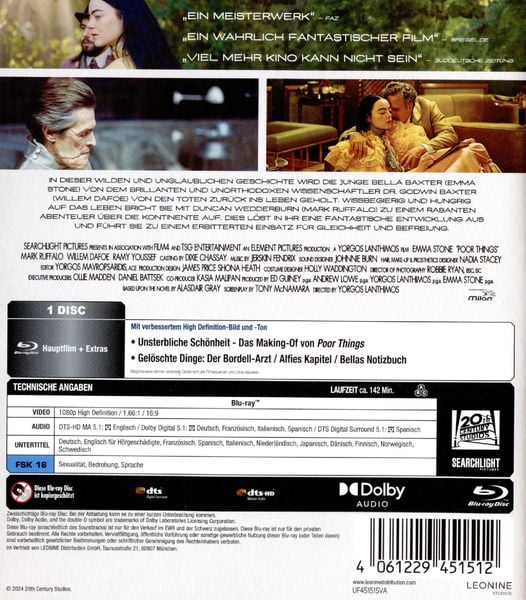 „EIN MEISTERWERK“ – FAZ
„EIN WAHRLICH FANTASTISCHER FILM“ – SPIEGEL.DE
„VIEL MEHR KINO KANN NICHT SEIN“ – SÜDDEUTSCHE ZEITUNG
IN DIESER WILDEN UND UNGLAUBLICHEN GESCHICHTE WIRD DIE JUNGE BELLA BAXTER (EMMA
STONE) VON DEM BRILLANTEN UND UNORTHODOXEN WISSENSCHAFTLER DR. GODWIN BAXTER
(WILLEM DAFOE) VON DEN TOTEN ZURÜCK INS LEBEN GEHOLT. WISSBEGIERIG UND HUNGRIG
AUF DAS LEBEN BRICHT SIE MIT DUNCAN WEDDERBURN (MARK RUFFALO) ZU EINEM RASANTEN
ABENTEUER ÜBER DIE KONTINENTE AUF. DIES LÖST IN IHR EINE FANTASTISCHE ENTWICKLUNG AUS
UND FÜHRT SIE ZU EINEM ERBITTERTEN EINSATZ FÜR GLEICHHEIT UND BEFREIUNG.
SEARCHLIGHT PICTURES PRESENTS IN ASSOCIATION WITH FILM4 AND TSG ENTERTAINMENT AN ELEMENT PICTURES PRODUCTION A YORGOS LANTHIMOS FILM EMMA STONE "POOR THINGS"
MARK RUFFALO WILLEM DAFOE RAMY YOUSSEF CASTING BY DIXIE CHASSAY MUSIC BY JERSKIN FENDRIX SOUND DESIGNER JOHNNIE BURN HAIR, MAKE-UP & PROSTHETICS DESIGNER NADIA STACEY
EDITOR YORGOS MAVROPSARIDIS, ACE PRODUCTION DESIGN JAMES PRICE SHONA HEATH COSTUME DESIGNER HOLLY WADDINGTON DIRECTOR OF PHOTOGRAPHY ROBBIE RYAN, BSC, ISC
EXECUTIVE PRODUCERS OLLIE MADDEN DANIEL BATTSEK CO-PRODUCER KASIA MALIPAN PRODUCED BY ED GUINEY p.g.a. ANDREW LOWE p.g.a. YORGOS LANTHIMOS p.g.a. EMMA STONE p.g.a.
BASED UPON THE NOVEL BY ALASDAIR GRAY SCREENPLAY BY TONY McNAMARA DIRECTED BY YORGOS LANTHIMOS
milan
1 DISC
Blu-ray Disc Hauptfilm + Extras
Mit verbessertem High Definition-Bild und -Ton
• Unsterbliche Schönheit - Das Making-Of von Poor Things
• Gelöschte Dinge: Der Bordell-Arzt / Alfies Kapitel / Bellas Notizbuch
TECHNISCHE ANGABEN LAUFZEIT ca. 142 Min. ABC
Blu-ray™
VIDEO 1080p High Definition / 1.66:1 / 16:9
AUDIO DTS-HD MA 5.1: Englisch / Dolby Digital 5.1: Deutsch, Französisch, Italienisch, Spanisch / DTS Digital Surround 5.1: Spanisch
UNTERTITEL Deutsch, Englisch für Hörgeschädigte, Französisch, Spanisch, Italienisch, Niederländisch, Japanisch, Dänisch, Finnisch, Norwegisch,
Schwedisch
FSK 16 Sexualität, Bedrohung, Sprache
20TH CENTURY STUDIOS
SEARCHLIGHT
PICTURES
Diese Blu-ray Disc
ist kopiergeschützt
dts Digital Surround
dts-HD Master Audio
Dolby
AUDIO
Blu-ray Disc
Zweischichtige Blu-ray Disc: Bei der Abtastung kann es zu einer kurzen Unterbrechung kommen.
Dolby, Dolby Audio, and the double-D symbol are trademarks of Dolby Laboratories Licensing Corporation.
Diese Blu-ray (einschließlich des Soundtracks) ist nur für den Verkauf im EWR und der Schweiz bestimmt. Diese Blu-ray ist nur für den privaten
Gebrauch bestimmt. Alle Rechte vorbehalten. Vervielfältigung, öffentliche Vorführung oder sonstige gewerbliche Nutzung dieser Blu-ray (oder Teilen davon)
sind vorbehaltlich gesetzlicher Bestimmungen und schriftlicher Genehmigung des Rechteinhabers verboten.
Im Vertrieb von LEONINE Distribution GmbH, Taunusstraße 21, 80807 München.
4 061229 451512
www.leoninedistribution.com
UF45151SVA
LEONINE
STUDIOS
© 2024 20th Century Studios.